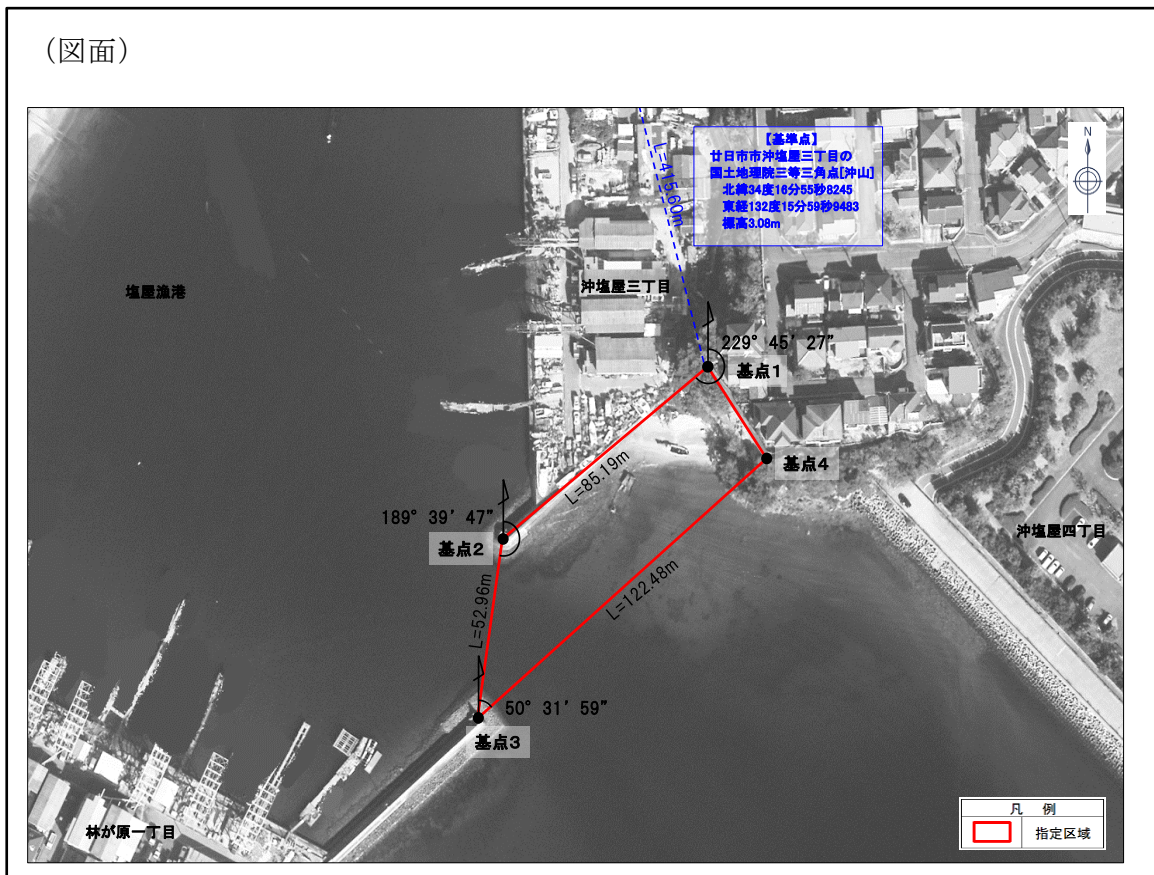 （図面）
N
【基準点】
廿日市市沖塩屋三丁目の
国土地理院三等三角点[沖山]
北緯34度16分55秒8245
東経132度15分59秒9483
標高3.08m
L=415.60m
塩屋漁港
沖塩屋三丁目
229° 45’ 27”
基点1
基点4
L=85.19m
189° 39’ 47”
基点2
沖塩屋四丁目
L=122.48m
L=52.96m
50° 31’ 59”
基点3
林が原一丁目
凡 例
指定区域